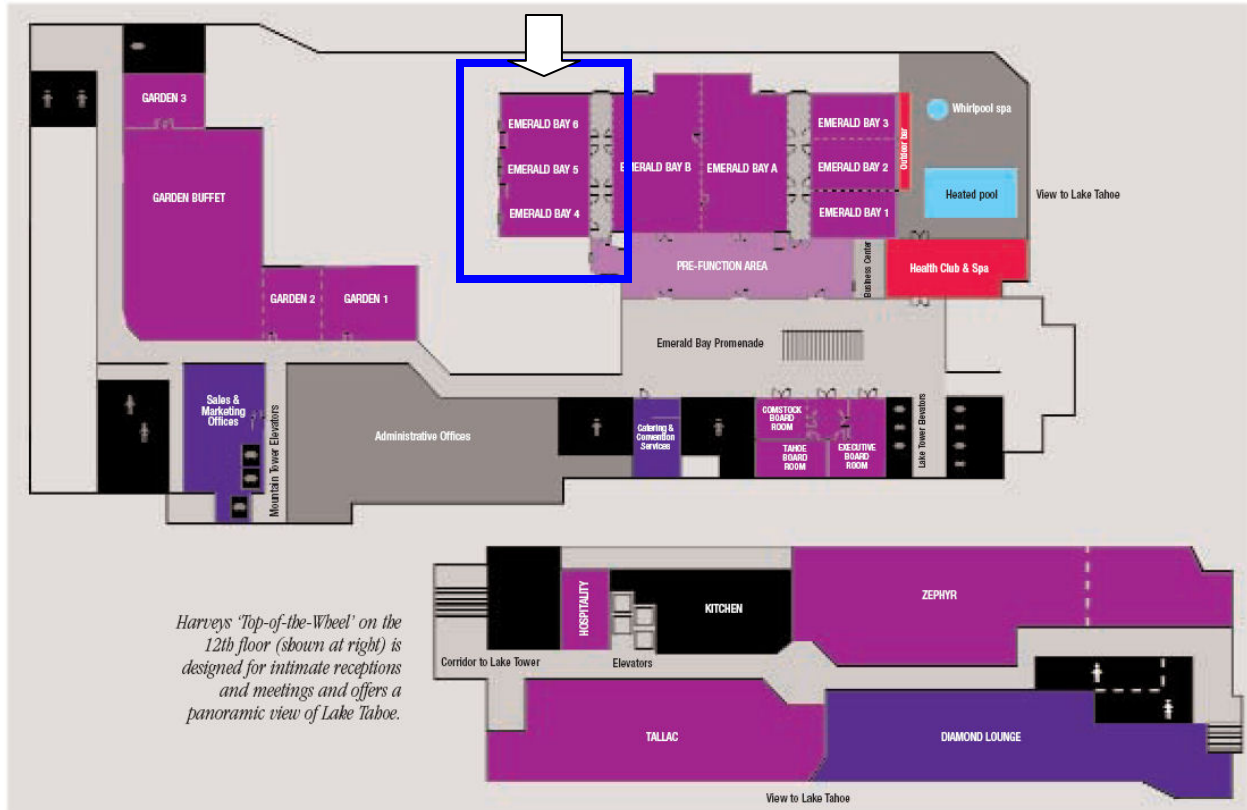 GARDEN 3
GARDEN BUFFET
GARDEN 2
GARDEN 1
EMERALD BAY 6
EMERALD BAY 5
EMERALD BAY 4
EMERALD BAY B
EMERALD BAY A
EMERALD BAY 3
EMERALD BAY 2
EMERALD BAY 1
Outdoor bar
Whirlpool spa
Heated pool
View to Lake Tahoe
PRE-FUNCTION AREA
Business Center
Health Club & Spa
Emerald Bay Promenade
Sales &
Marketing
Offices
Mountain Tower Elevators
Administrative Offices
Catering &
Convention
Services
COMSTOCK
BOARD
ROOM
TAHOE
BOARD
ROOM
EXECUTIVE
BOARD
ROOM
Lake Tower Elevators
Harveys ‘Top-of-the-Wheel’ on the
12th floor (shown at right) is
designed for intimate receptions
and meetings and offers a
panoramic view of Lake Tahoe.
HOSPITALITY
KITCHEN
ZEPHYR
Corridor to Lake Tower
Elevators
TALLAC
DIAMOND LOUNGE
View to Lake Tahoe